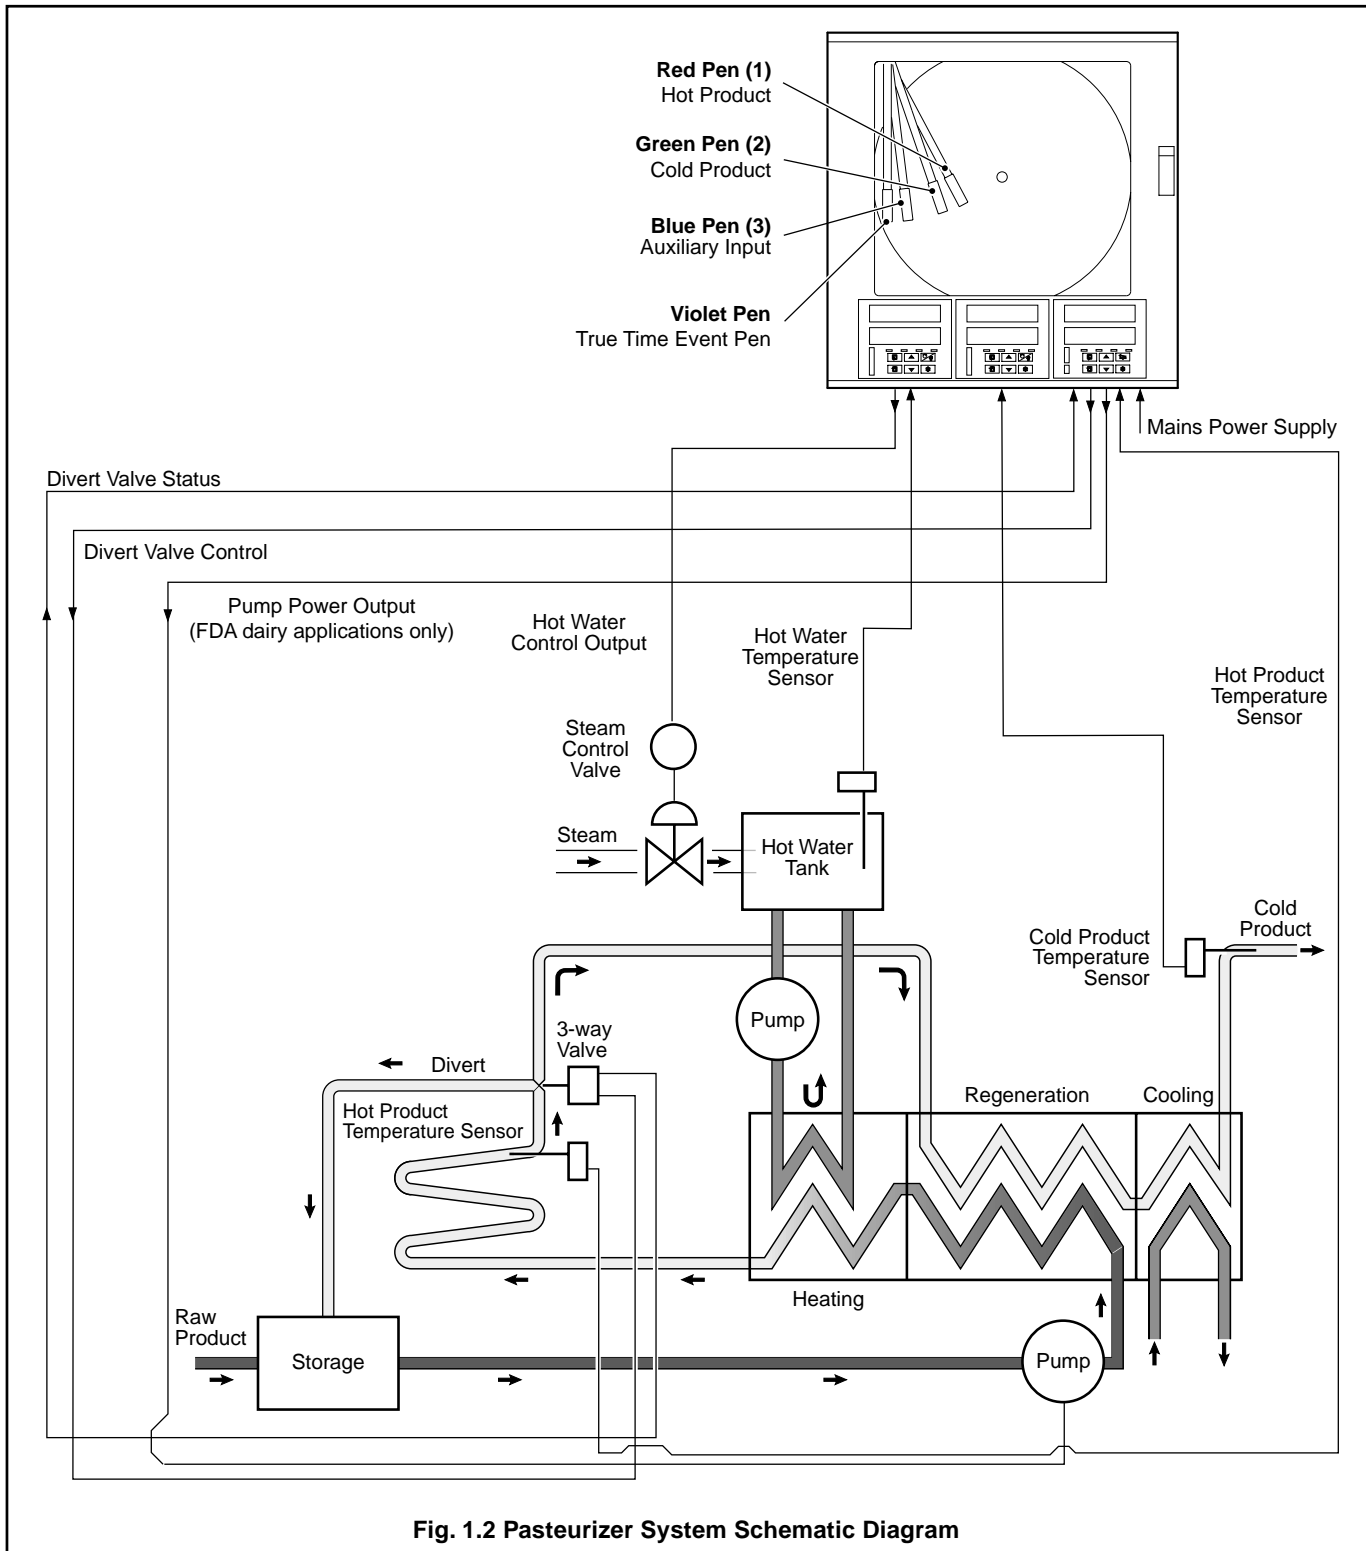 Red Pen (1)
Hot Product
Green Pen (2)
Cold Product
Blue Pen (3)
Auxiliary Input
Violet Pen
True Time Event Pen
Mains Power Supply
Divert Valve Status
Divert Valve Control
Pump Power Output
(FDA dairy applications only)
Hot Water
Control Output
Hot Water
Temperature
Sensor
Hot Product
Temperature
Sensor
Steam
Control
Valve
Steam
Hot Water
Tank
Cold Product
Temperature
Sensor
Cold
Product
Pump
3-way
Valve
Divert
Hot Product
Temperature Sensor
Regeneration
Cooling
Heating
Raw
Product
Storage
Pump
Fig. 1.2 Pasteurizer System Schematic Diagram